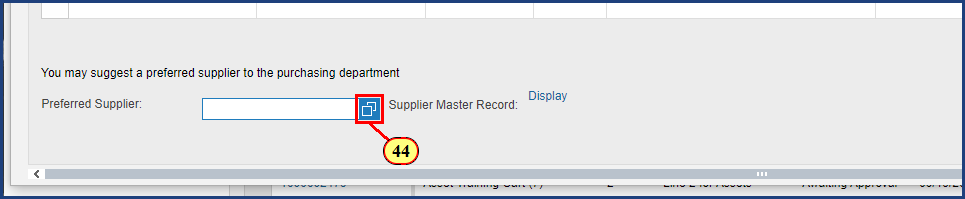 You may suggest a preferred supplier to the purchasing department
Preferred Supplier:
Supplier Master Record: Display
44